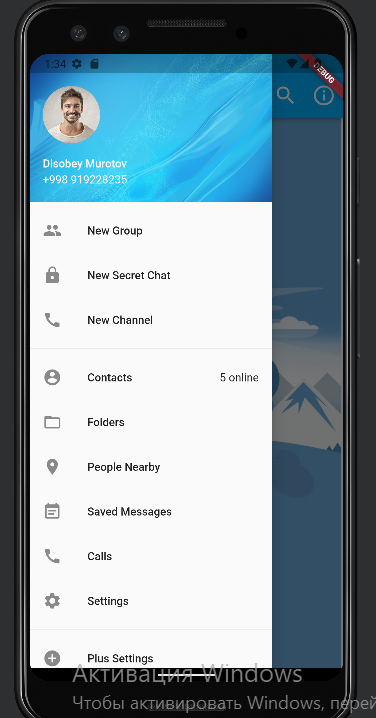 1:34
DEBUG
Disobey Murotov
+998 919228235
New Group
New Secret Chat
New Channel
Contacts 5 online
Folders
People Nearby
Saved Messages
Calls
Settings
Plus Settings
Активация Windows
Чтобы активировать Windows, перей